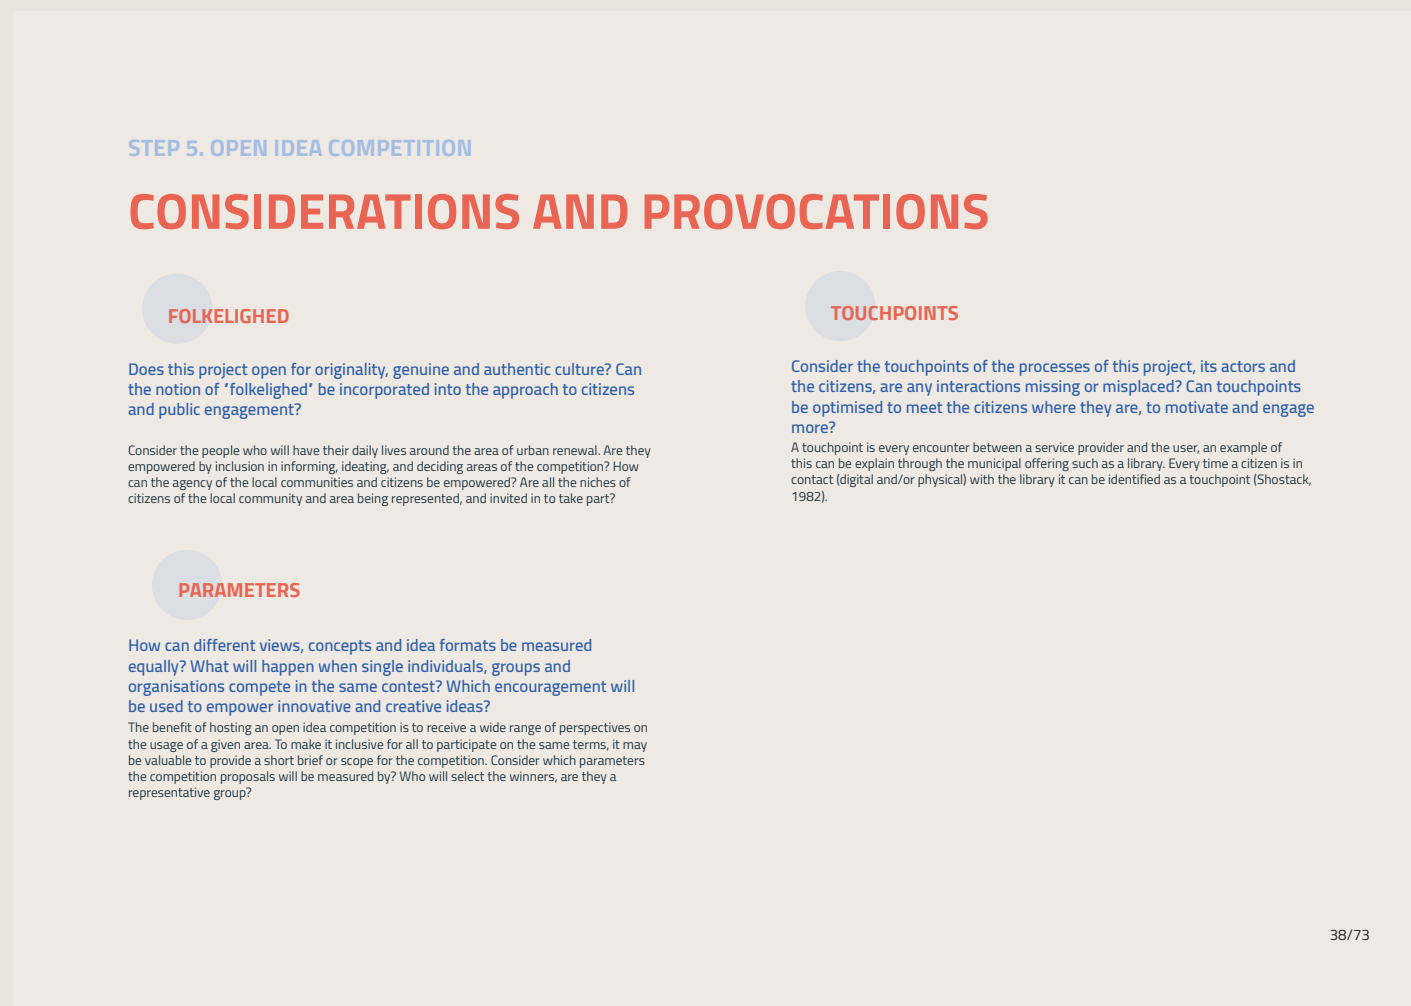 STEP 5. OPEN IDEA COMPETITION
CONSIDERATIONS AND PROVOCATIONS
FOLKELIGHED
Does this project open for originality, genuine and authentic culture? Can
the notion of ‘folkelighed’ be incorporated into the approach to citizens
and public engagement?
Consider the people who will have their daily lives around the area of urban renewal. Are they
empowered by inclusion in informing, ideating, and deciding areas of the competition? How
can the agency of the local communities and citizens be empowered? Are all the niches of
citizens of the local community and area being represented, and invited in to take part?
PARAMETERS
How can different views, concepts and idea formats be measured
equally? What will happen when single individuals, groups and
organisations compete in the same contest? Which encouragement will
be used to empower innovative and creative ideas?
The benefit of hosting an open idea competition is to receive a wide range of perspectives on
the usage of a given area. To make it inclusive for all to participate on the same terms, it may
be valuable to provide a short brief or scope for the competition. Consider which parameters
the competition proposals will be measured by? Who will select the winners, are they a
representative group?
TOUCHPOINTS
Consider the touchpoints of the processes of this project, its actors and
the citizens, are any interactions missing or misplaced? Can touchpoints
be optimised to meet the citizens where they are, to motivate and engage
more?
A touchpoint is every encounter between a service provider and the user, an example of
this can be explain through the municipal offering such as a library. Every time a citizen is in
contact (digital and/or physical) with the library it can be identified as a touchpoint (Shostack,
1982).
38/73